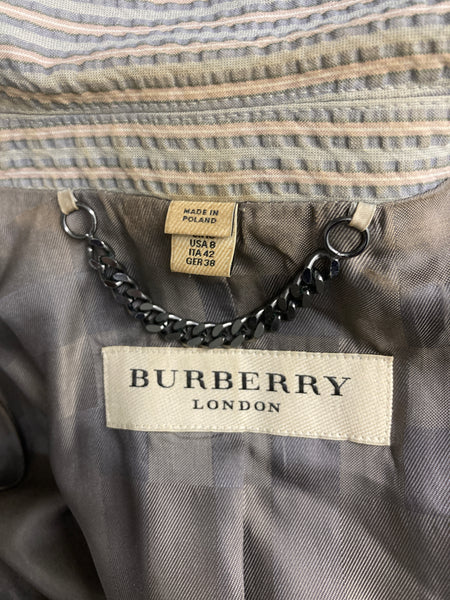 MADE IN
POLAND
USA 8
ITA 42
GER 38
BURBERRY
LONDON